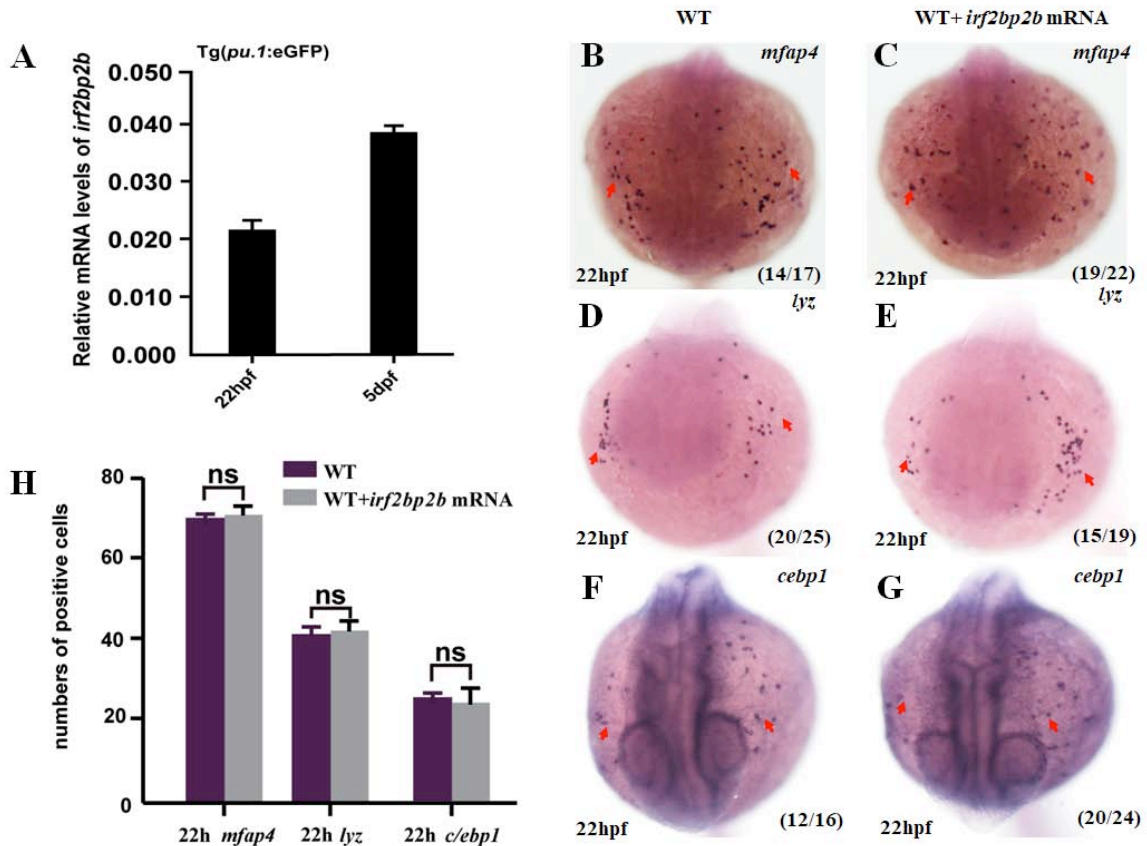 A
Tg(pu.1:eGFP)
Relative mRNA levels of irf2bp2b
0.050
0.040
0.030
0.020
0.010
0.000
22hpf
5dpf
WT
WT+ irf2bp2b mRNA
B
mfap4
22hpf
(14/17)
C
mfap4
22hpf
(19/22)
D
lyz
22hpf
(20/25)
E
lyz
22hpf
(15/19)
F
cebp1
22hpf
(12/16)
G
cebp1
22hpf
(20/24)
H
numbers of positive cells
80
60
40
20
0
WT
WT+irf2bp2b mRNA
ns
ns
ns
22h mfap4
22h lyz
22h c/ebp1